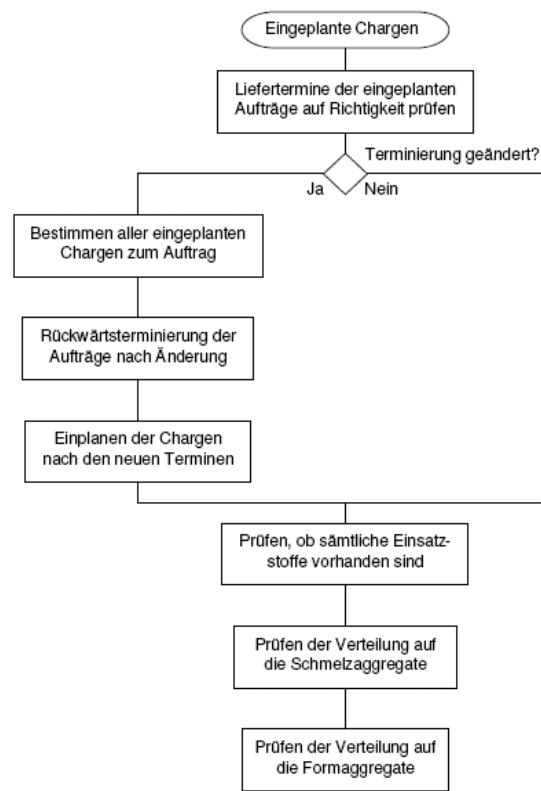 Eingeplante Chargen
Liefertermine der eingeplanten
Aufträge auf Richtigkeit prüfen
Terminierung geändert?
Ja
Nein
Bestimmen aller eingeplanten
Chargen zum Auftrag
Rückwärtsterminierung der
Aufträge nach Änderung
Einplanen der Chargen
nach den neuen Terminen
Prüfen, ob sämtliche Einsatz-
stoffe vorhanden sind
Prüfen der Verteilung auf
die Schmelzaggregate
Prüfen der Verteilung auf
die Formaggregate